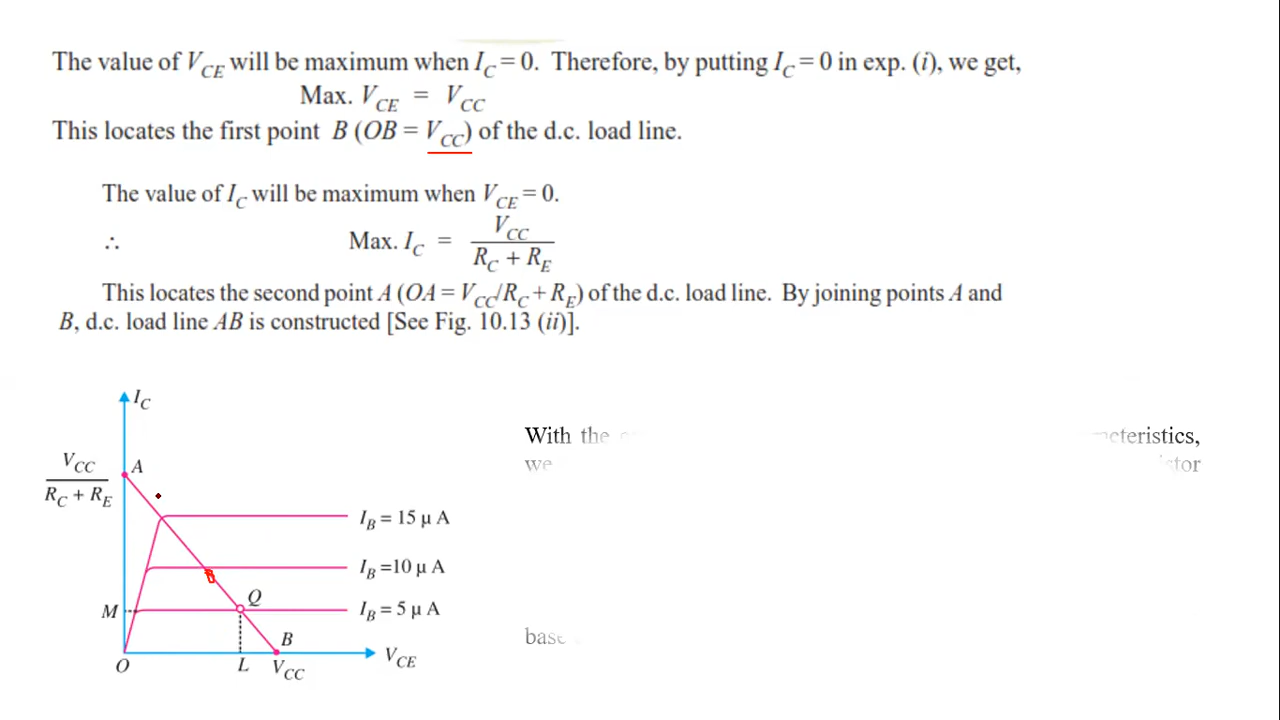 The value of V_CE will be maximum when I_C = 0. Therefore, by putting I_C = 0 in exp. (i), we get,
Max. V_CE = V_CC
This locates the first point B (OB = V_CC) of the d.c. load line.
The value of I_C will be maximum when V_CE = 0.
∴ Max. I_C = V_CC / R_C + R_E
This locates the second point A (OA = V_CC/R_C + R_E) of the d.c. load line. By joining points A and
B, d.c. load line AB is constructed [See Fig. 10.13 (ii)].
I_C
With the
V_CC / R_C + R_E
A
we
I_B = 15 μ A
I_B =10 μ A
Q
M
I_B = 5 μ A
B
base
O
L
V_CC
V_CE